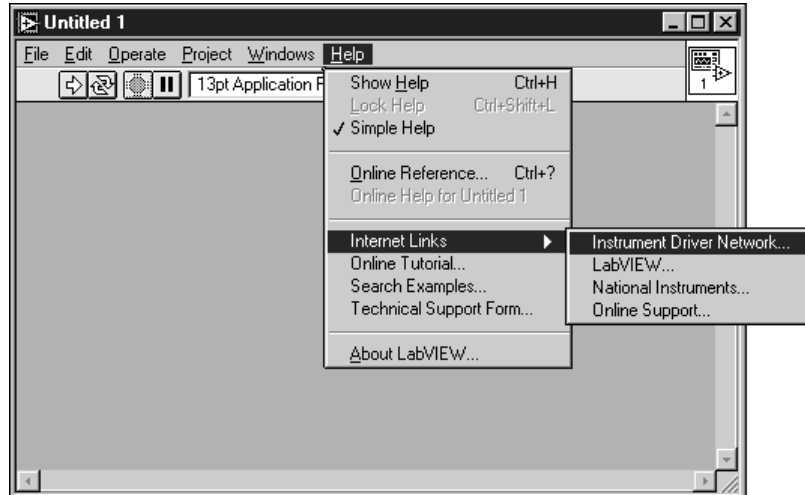 Untitled 1
File Edit Operate Project Windows Help
13pt Application F
1
Show Help Ctrl+H
Lock Help Ctrl+Shift+L
✓ Simple Help
Online Reference... Ctrl+?
Online Help for Untitled 1
Internet Links
Online Tutorial...
Search Examples...
Technical Support Form...
About LabVIEW...
Instrument Driver Network...
LabVIEW...
National Instruments...
Online Support...